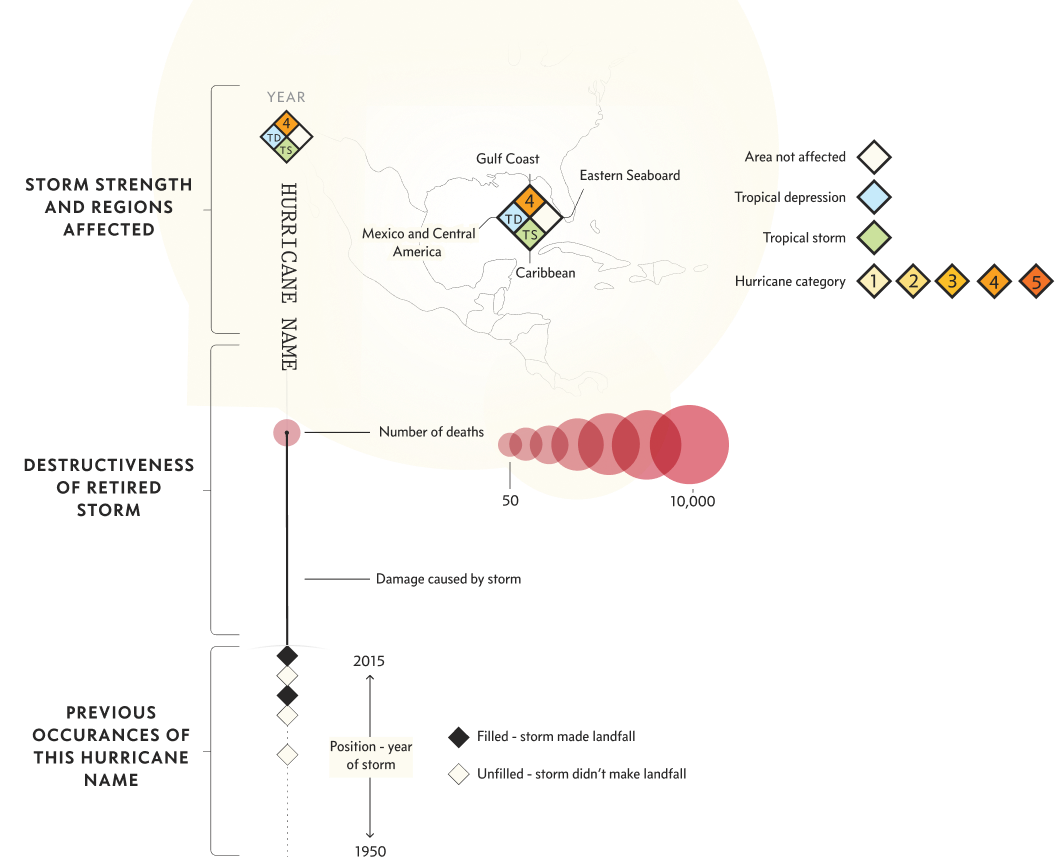 YEAR
4
TD
TS
STORM STRENGTH
AND REGIONS
AFFECTED
HURRICANE NAME
Gulf Coast
Eastern Seaboard
4
TD
TS
Mexico and Central
America
Caribbean
Area not affected
Tropical depression
Tropical storm
Hurricane category
1 2 3 4 5
DESTRUCTIVENESS
OF RETIRED
STORM
Number of deaths
50
10,000
Damage caused by storm
PREVIOUS
OCCURANCES OF
THIS HURRICANE
NAME
2015
Position - year
of storm
1950
Filled - storm made landfall
Unfilled - storm didn't make landfall